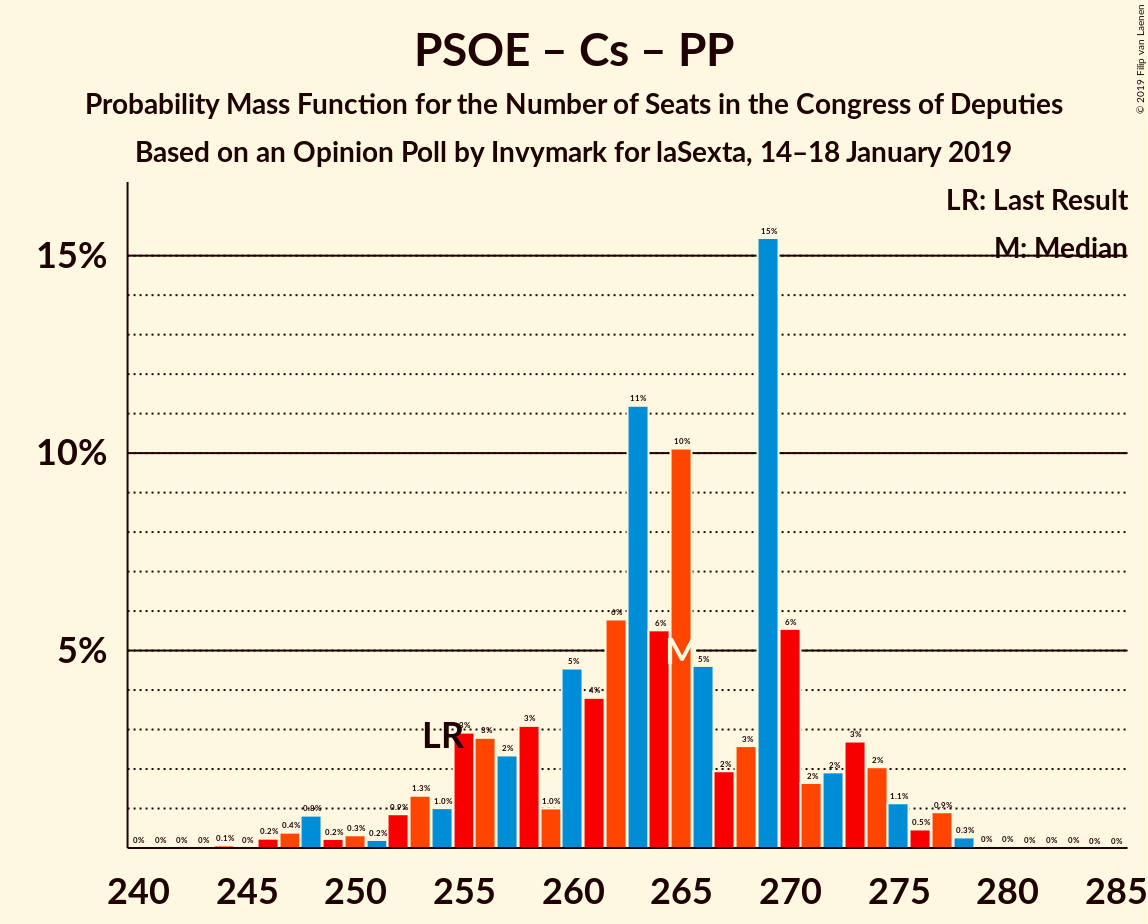 PSOE – Cs – PP
Probability Mass Function for the Number of Seats in the Congress of Deputies
Based on an Opinion Poll by Invymark for laSexta, 14–18 January 2019
© 2019 Filip van Laenen
LR: Last Result
M: Median
15%
10%
5%
0% 0% 0% 0% 0.1% 0% 0.2% 0.4% 0.8% 0.2% 0.3% 0.2% 0.9% 1.3% 1.0% 3% 3% 2% 3% 1.0% 5% 4% 6% 11% 6% 10% 5% 2% 3% 15% 6% 2% 2% 3% 2% 1.1% 0.5% 0.9% 0.3% 0% 0% 0% 0% 0% 0% 0%
LR
M
240 245 250 255 260 265 270 275 280 285